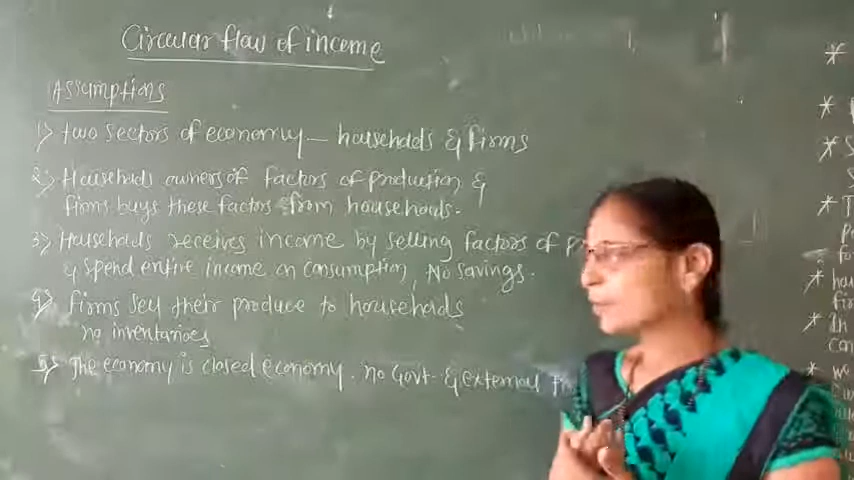 Circular flow of income
Assumptions
1) two sectors of economy - households & firms
2) Households owners of factors of production &
firms buys these factors from households.
3) Households receives income by selling factors of
& spend entire income on consumption, No savings.
4) firms sell their produce to households
no inventaries
5) The economy is closed economy. no Govt. & external